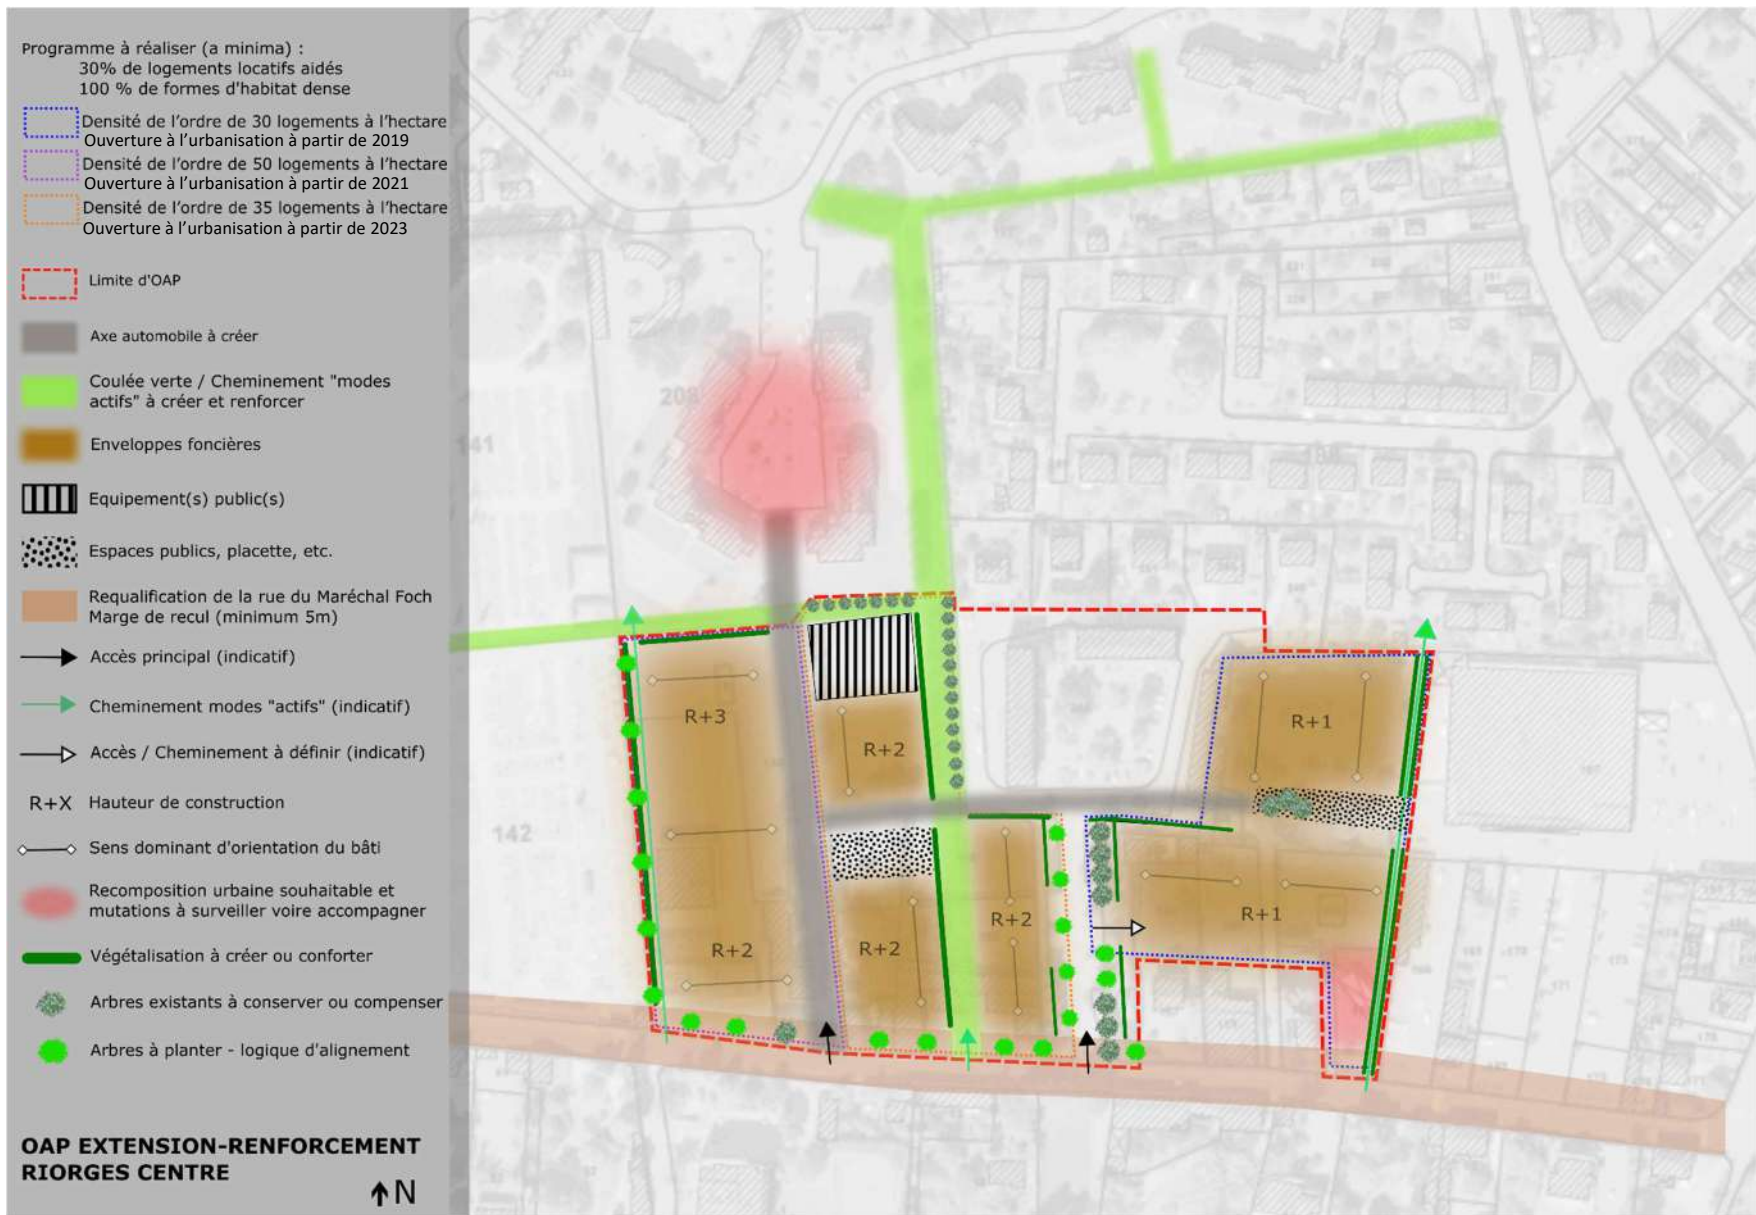 Programme à réaliser (a minima) :
30% de logements locatifs aidés
100 % de formes d'habitat dense
Densité de l'ordre de 30 logements à l'hectare
Ouverture à l'urbanisation à partir de 2019
Densité de l'ordre de 50 logements à l'hectare
Ouverture à l'urbanisation à partir de 2021
Densité de l'ordre de 35 logements à l'hectare
Ouverture à l'urbanisation à partir de 2023
Limite d'OAP
Axe automobile à créer
Coulée verte / Cheminement "modes
actifs" à créer et renforcer
Enveloppes foncières
Equipement(s) public(s)
Espaces publics, placette, etc.
Requalification de la rue du Maréchal Foch
Marge de recul (minimum 5m)
Accès principal (indicatif)
Cheminement modes "actifs" (indicatif)
Accès / Cheminement à définir (indicatif)
R+X Hauteur de construction
Sens dominant d'orientation du bâti
Recomposition urbaine souhaitable et
mutations à surveiller voire accompagner
Végétalisation à créer ou conforter
Arbres existants à conserver ou compenser
Arbres à planter - logique d'alignement
OAP EXTENSION-RENFORCEMENT
RIORGES CENTRE
N
208
141
142
R+3
R+2
R+1
R+2
R+2
R+2
R+1